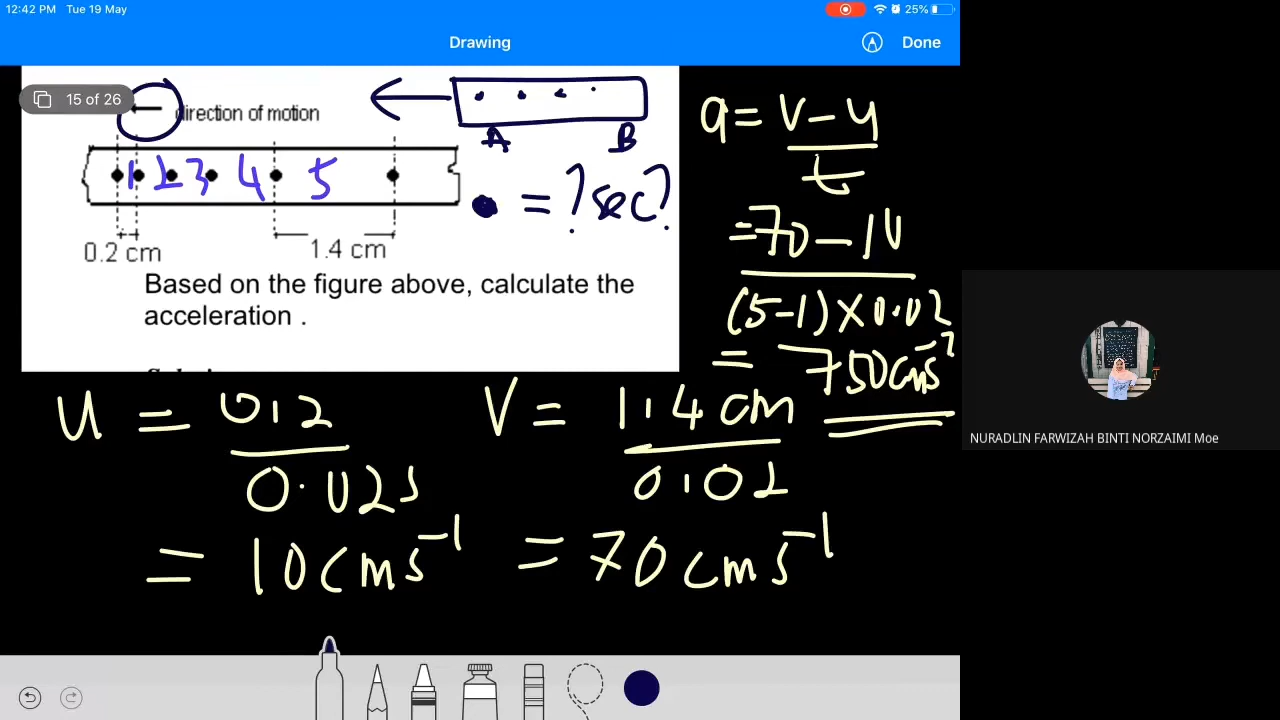 12:42 PM Tue 19 May
25%
Drawing
Done
15 of 26
direction of motion
A B
1 2 3 4 5
= ?sec?
0.2 cm
1.4 cm
Based on the figure above, calculate the
acceleration .
a = v - u
t
= 70 - 10
(5-1) X 0.02
= 750 cms⁻²
u = 0.2
0.02s
= 10 cms⁻¹
V = 1.4 cm
0.02
= 70 cms⁻¹
NURADLIN FARWIZAH BINTI NORZAIMI Moe